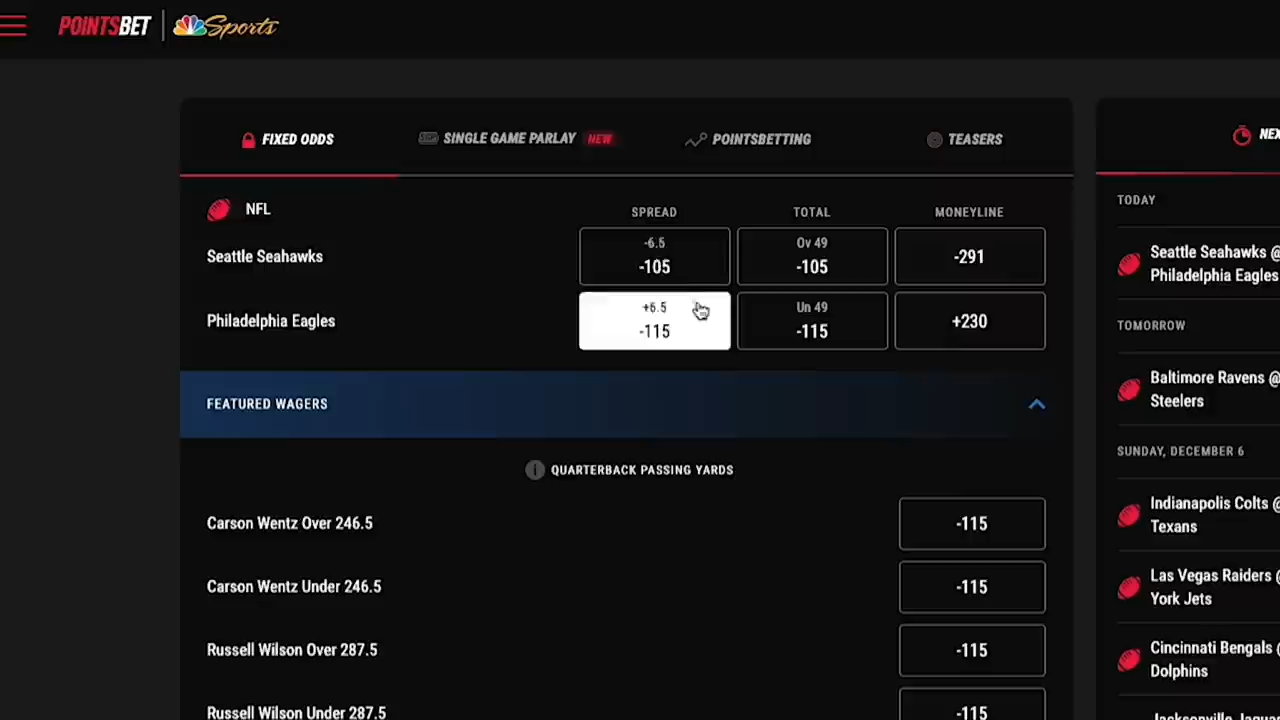 POINTSBET | NBC Sports
FIXED ODDS
SGP SINGLE GAME PARLAY NEW
POINTSBETTING
TEASERS
NFL
SPREAD TOTAL MONEYLINE
Seattle Seahawks
-6.5
-105
Ov 49
-105
-291
Philadelphia Eagles
+6.5
-115
Un 49
-115
+230
FEATURED WAGERS
QUARTERBACK PASSING YARDS
Carson Wentz Over 246.5 -115
Carson Wentz Under 246.5 -115
Russell Wilson Over 287.5 -115
Russell Wilson Under 287.5 -115
TODAY
Seattle Seahawks @
Philadelphia Eagles
TOMORROW
Baltimore Ravens @
Steelers
SUNDAY, DECEMBER 6
Indianapolis Colts @
Texans
Las Vegas Raiders @
York Jets
Cincinnati Bengals @
Dolphins